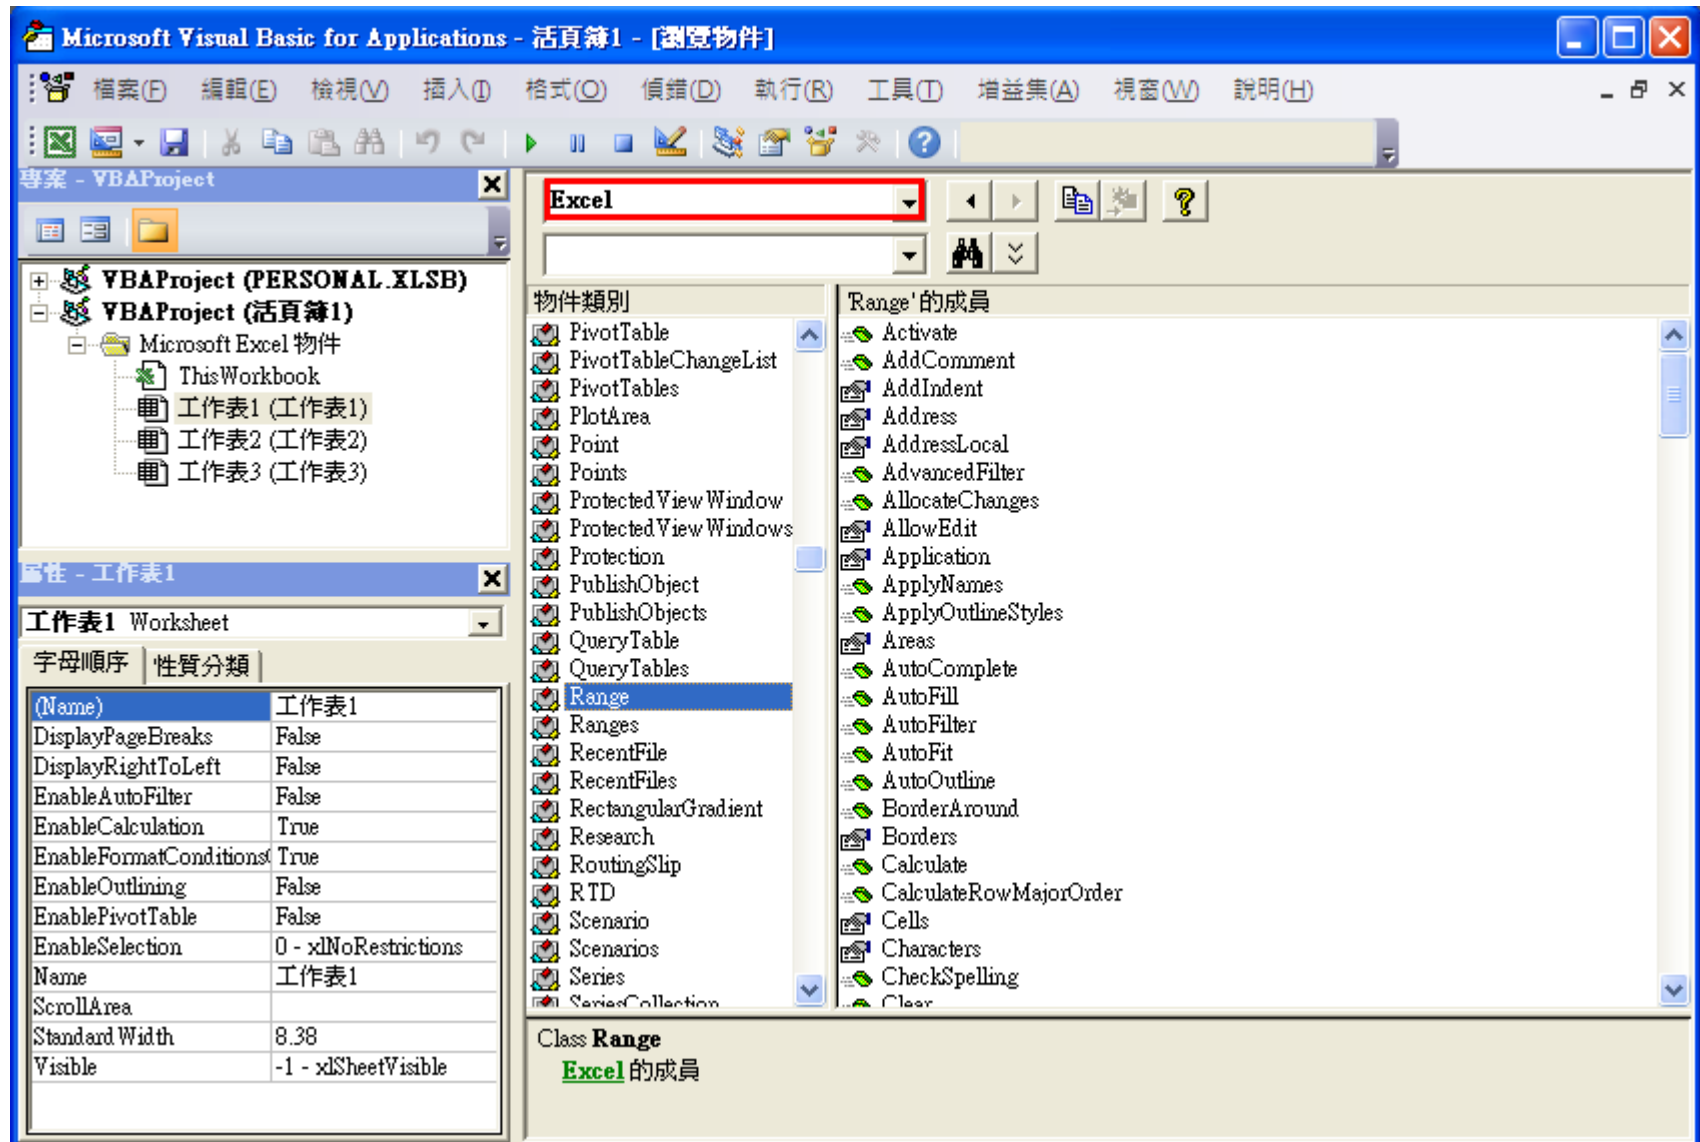 Microsoft Visual Basic for Applications - 活頁簿1 - [瀏覽物件]
檔案(F) 編輯(E) 檢視(V) 插入(I) 格式(O) 偵錯(D) 執行(R) 工具(T) 增益集(A) 視窗(W) 說明(H)
專案 - VBAProject
VBAProject (PERSONAL.XLSB)
VBAProject (活頁簿1)
Microsoft Excel 物件
ThisWorkbook
工作表1 (工作表1)
工作表2 (工作表2)
工作表3 (工作表3)
屬性 - 工作表1
工作表1 Worksheet
字母順序 性質分類
(Name) 工作表1
DisplayPageBreaks False
DisplayRightToLeft False
EnableAutoFilter False
EnableCalculation True
EnableFormatConditions True
EnableOutlining False
EnablePivotTable False
EnableSelection 0 - xlNoRestrictions
Name 工作表1
ScrollArea
StandardWidth 8.38
Visible -1 - xlSheetVisible
Excel
物件類別
PivotTable
PivotTableChangeList
PivotTables
PlotArea
Point
Points
ProtectedViewWindow
ProtectedViewWindows
Protection
PublishObject
PublishObjects
QueryTable
QueryTables
Range
Ranges
RecentFile
RecentFiles
RectangularGradient
Research
RoutingSlip
RTD
Scenario
Scenarios
Series
SeriesCollection
'Range' 的成員
Activate
AddComment
AddIndent
Address
AddressLocal
AdvancedFilter
AllocateChanges
AllowEdit
Application
ApplyNames
ApplyOutlineStyles
Areas
AutoComplete
AutoFill
AutoFilter
AutoFit
AutoOutline
BorderAround
Borders
Calculate
CalculateRowMajorOrder
Cells
Characters
CheckSpelling
Clear
Class Range
Excel 的成員